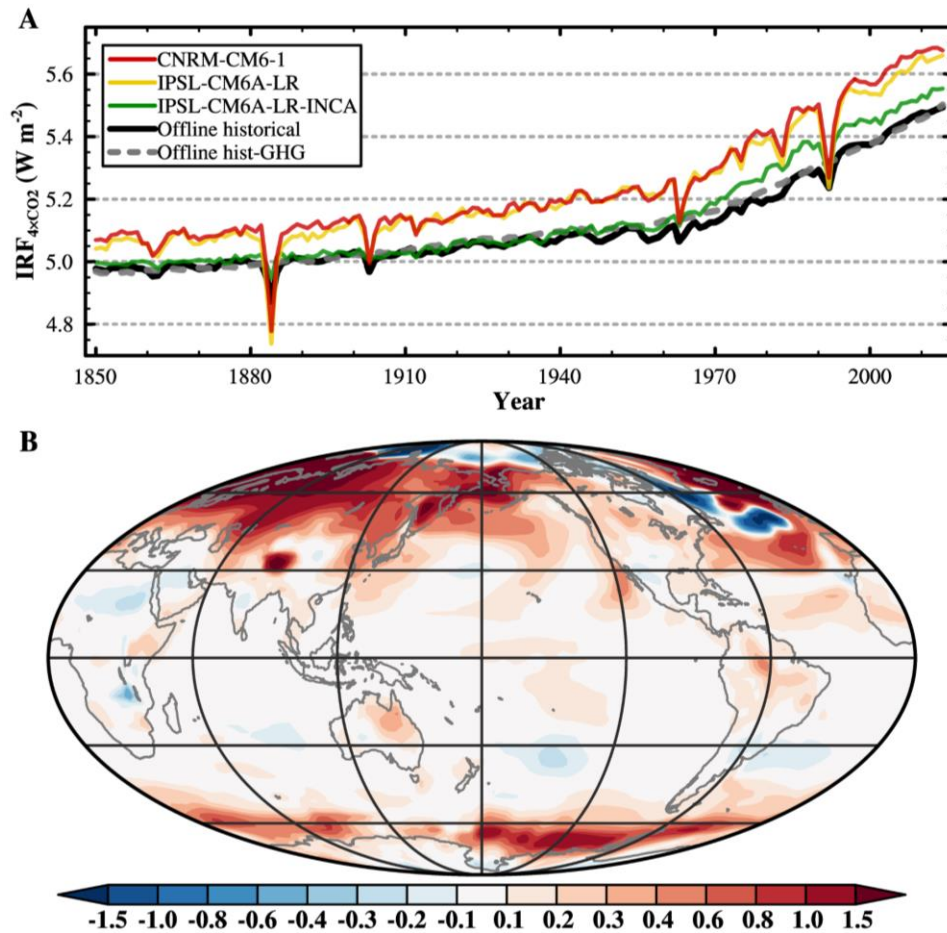 A
IRF4xCO2 (W m-2)
5.6
5.4
5.2
5.0
4.8
CNRM-CM6-1
IPSL-CM6A-LR
IPSL-CM6A-LR-INCA
Offline historical
Offline hist-GHG
1850 1880 1910 1940 1970 2000
Year
B
-1.5 -1.0 -0.8 -0.6 -0.4 -0.3 -0.2 -0.1 0.1 0.2 0.3 0.4 0.6 0.8 1.0 1.5